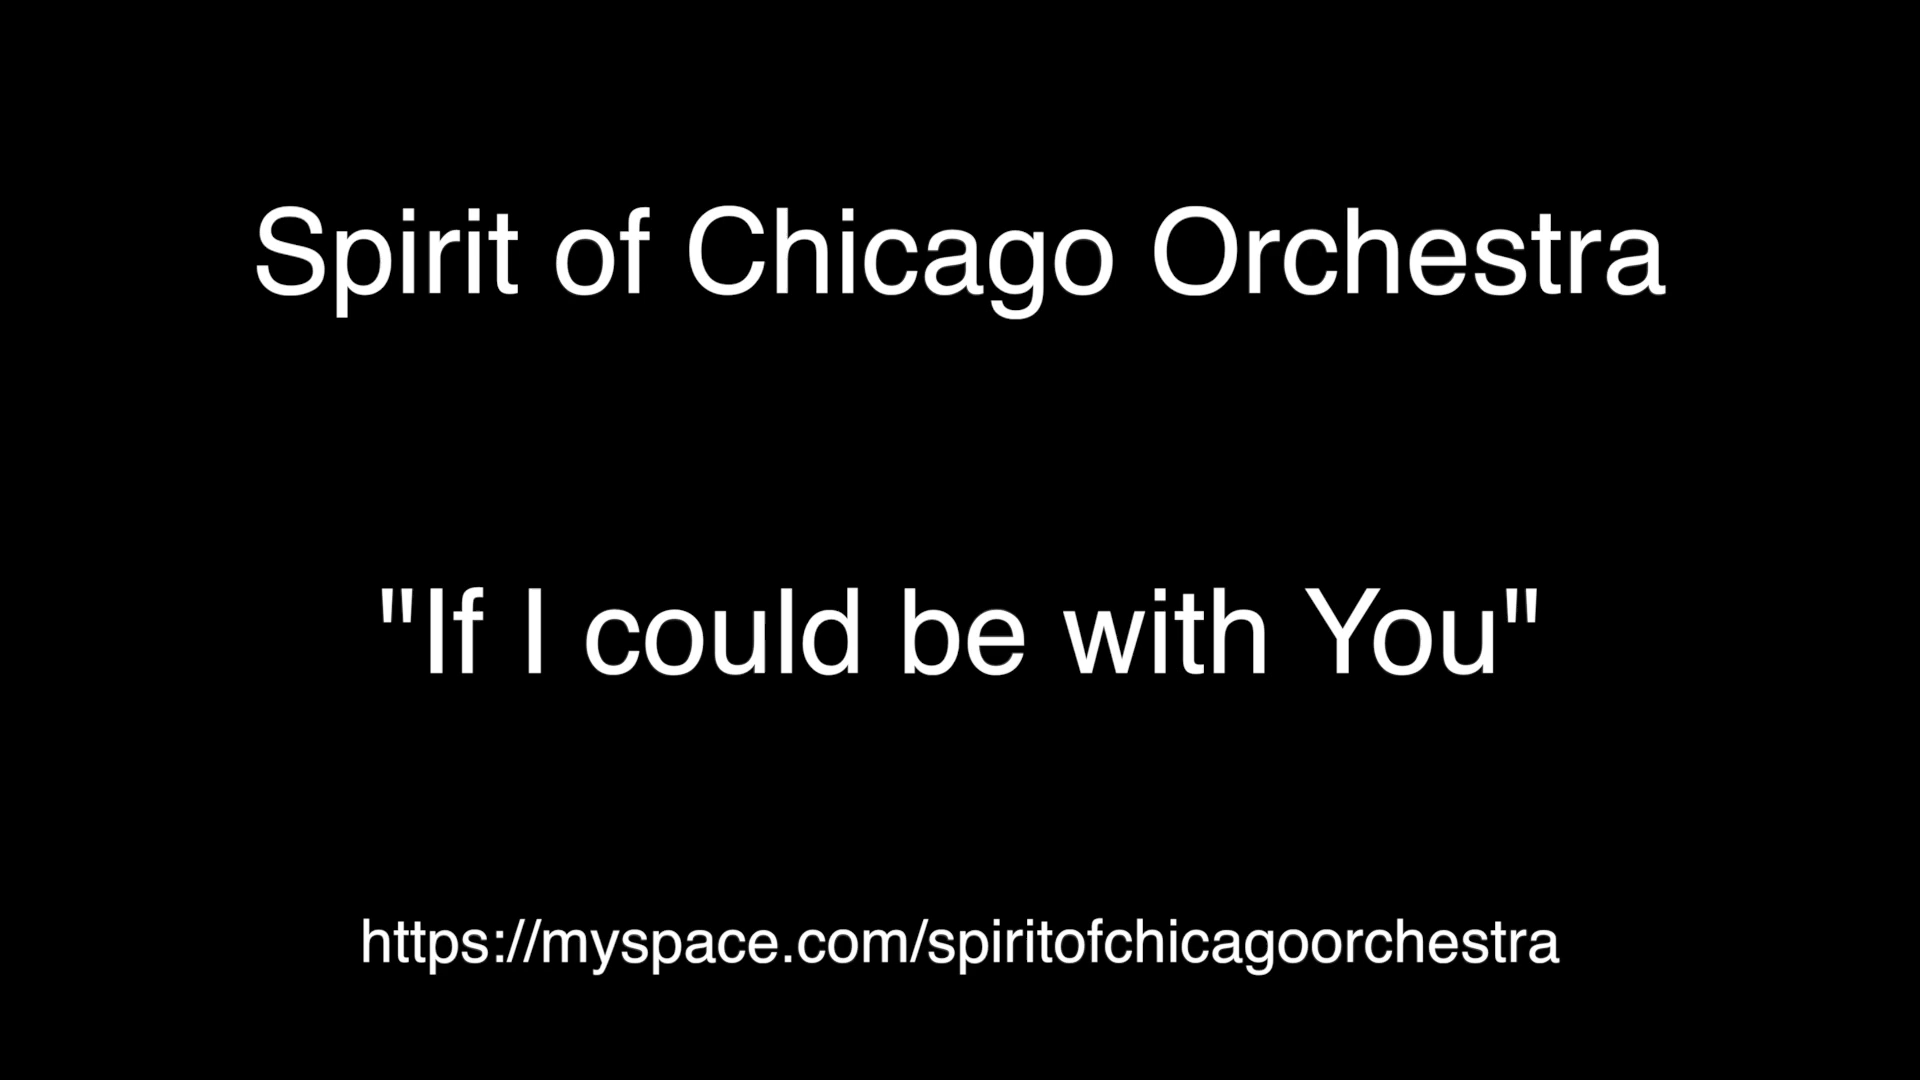 Spirit of Chicago Orchestra
"If I could be with You"
https://myspace.com/spiritofchicagoorchestra